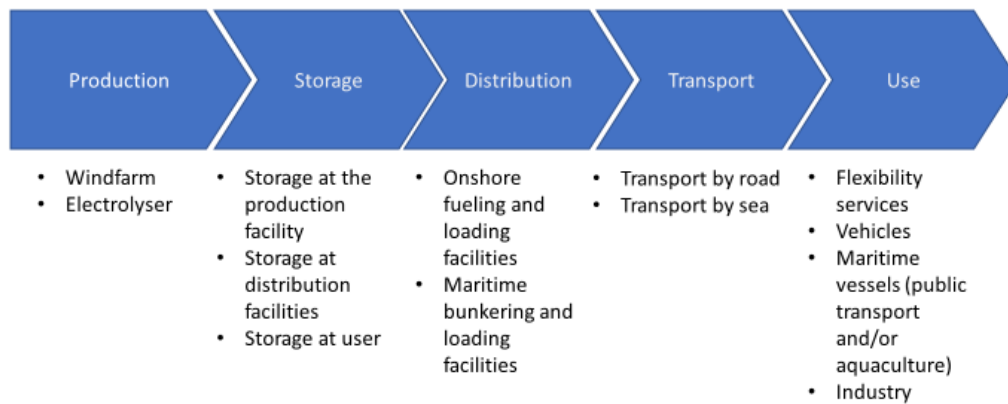 Production
Storage
Distribution
Transport
Use
• Windfarm
• Electrolyser
• Storage at the
production
facility
• Storage at
distribution
facilities
• Storage at user
• Onshore
fueling and
loading
facilities
• Maritime
bunkering and
loading
facilities
• Transport by road
• Transport by sea
• Flexibility
services
• Vehicles
• Maritime
vessels (public
transport
and/or
aquaculture)
• Industry